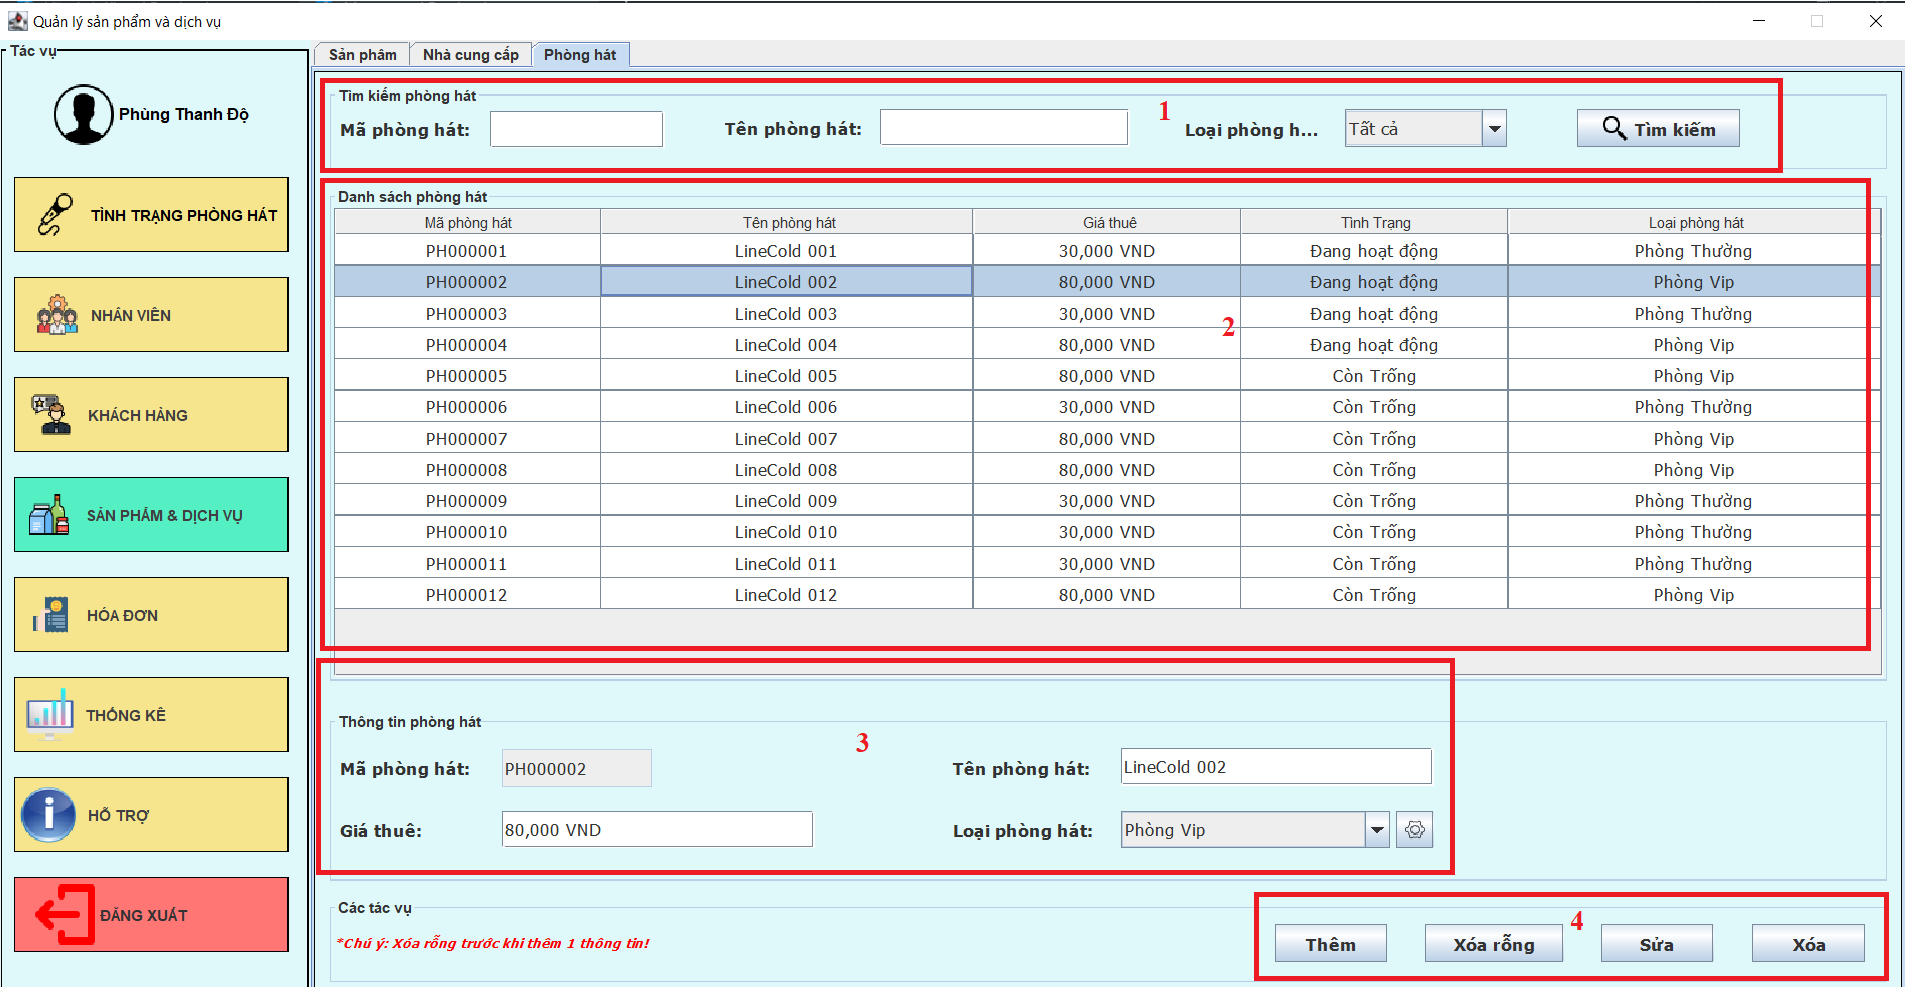 Quản lý sản phẩm và dịch vụ
Tác vụ
Phùng Thanh Độ
TÌNH TRẠNG PHÒNG HÁT
NHÂN VIÊN
KHÁCH HÀNG
SẢN PHẨM & DỊCH VỤ
HÓA ĐƠN
THỐNG KÊ
HỖ TRỢ
ĐĂNG XUẤT
Sản phẩm Nhà cung cấp Phòng hát
Tìm kiếm phòng hát
1
Mã phòng hát: Tên phòng hát: Loại phòng h... Tất cả Tìm kiếm
Danh sách phòng hát
Mã phòng hát Tên phòng hát Giá thuê Tình Trạng Loại phòng hát
PH000001 LineCold 001 30,000 VND Đang hoạt động Phòng Thường
PH000002 LineCold 002 80,000 VND Đang hoạt động Phòng Vip
PH000003 LineCold 003 30,000 VND Đang hoạt động Phòng Thường
2
PH000004 LineCold 004 80,000 VND Đang hoạt động Phòng Vip
PH000005 LineCold 005 80,000 VND Còn Trống Phòng Vip
PH000006 LineCold 006 30,000 VND Còn Trống Phòng Thường
PH000007 LineCold 007 80,000 VND Còn Trống Phòng Vip
PH000008 LineCold 008 80,000 VND Còn Trống Phòng Vip
PH000009 LineCold 009 30,000 VND Còn Trống Phòng Thường
PH000010 LineCold 010 30,000 VND Còn Trống Phòng Thường
PH000011 LineCold 011 30,000 VND Còn Trống Phòng Thường
PH000012 LineCold 012 80,000 VND Còn Trống Phòng Vip
Thông tin phòng hát
3
Mã phòng hát: PH000002 Tên phòng hát: LineCold 002
Giá thuê: 80,000 VND Loại phòng hát: Phòng Vip
Các tác vụ
4
*Chú ý: Xóa rỗng trước khi thêm 1 thông tin!
Thêm Xóa rỗng Sửa Xóa